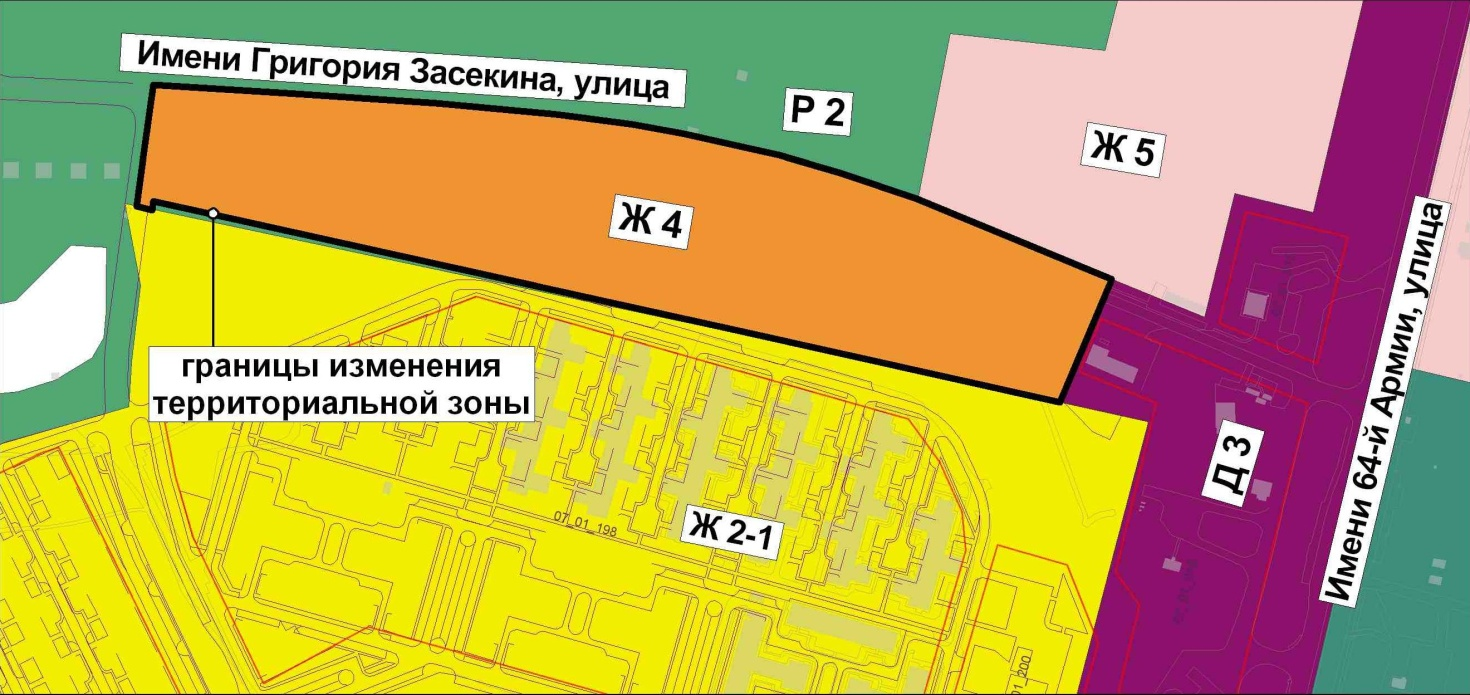 Имени Григория Засекина, улица
Р 2
Ж 5
Ж 4
Имени 64-й Армии, улица
границы изменения
территориальной зоны
Д 3
Ж 2-1
07_01_198